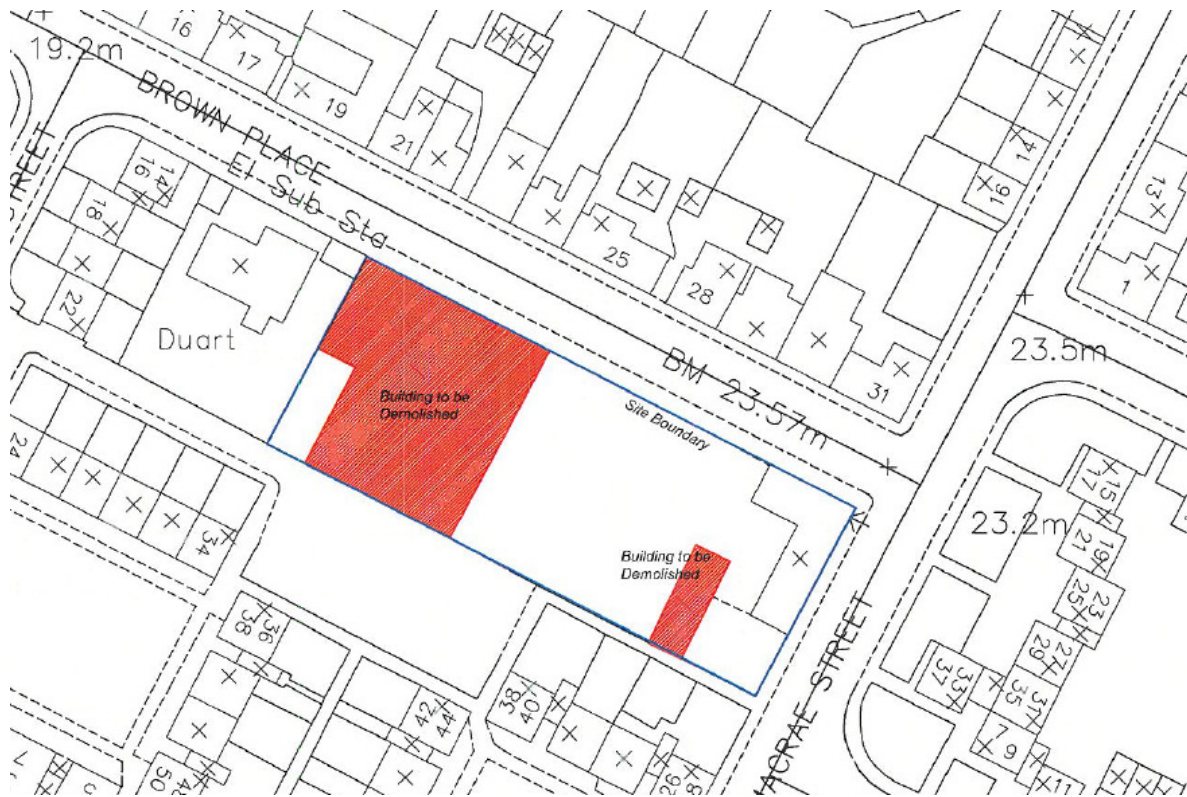 19.2m
16
17
19
21
BROWN PLACE
El Sub Sta
STREET
14
16
18
22
Duart
25
28
31
BM 23.57m
Site Boundary
Building to be
Demolished
Building to be
Demolished
14
16
13
1
23.5m
23.2m
15
17
19
21
23
25
27
29
31
35
33
37
7
9
11
MACRAE STREET
24
34
36
38
42
44
38
40
50
26